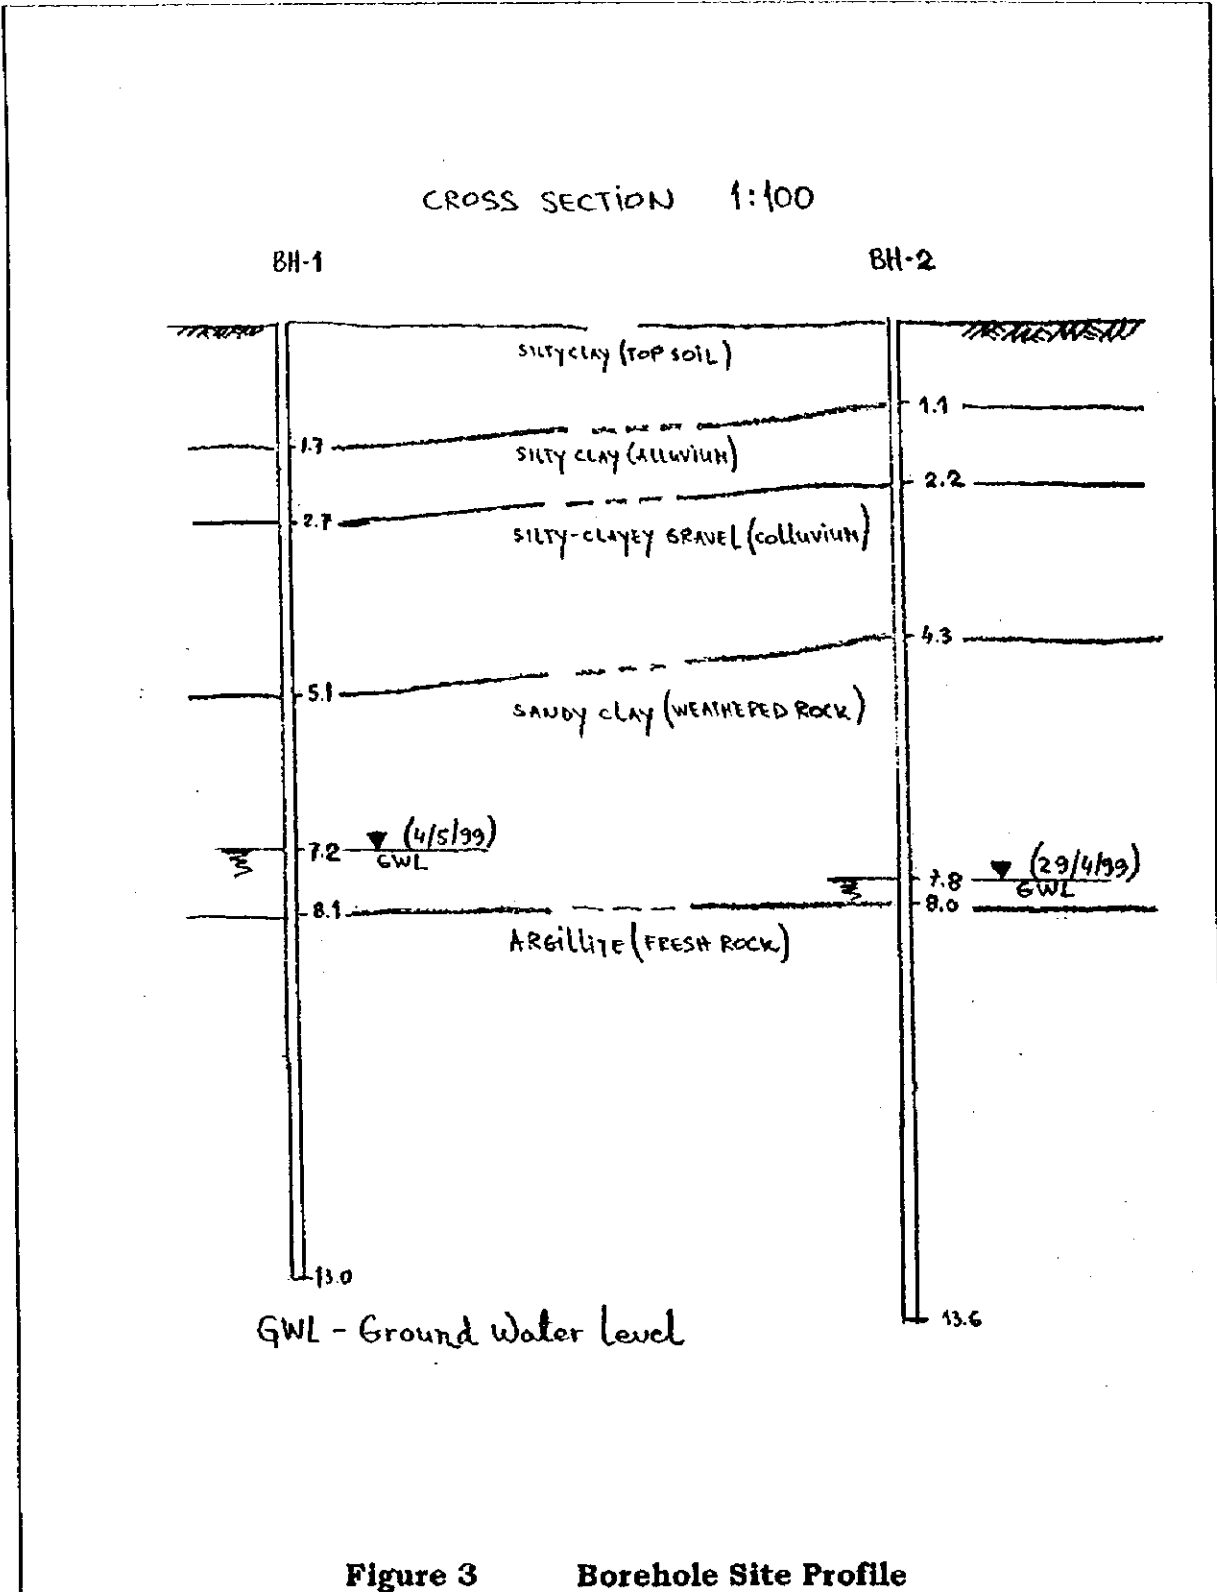 CROSS SECTION 1:100
BH-1 BH-2
SILTY CLAY (TOP SOIL)
1.1
1.7
SILTY CLAY (ALLUVIUM)
2.2
2.7
SILTY-CLAYEY GRAVEL (COLLUVIUM)
4.3
5.1
SANDY CLAY (WEATHERED ROCK)
7.2 (4/5/99)
GWL
7.8 (29/4/99)
GWL
8.0
8.1
ARGILLITE (FRESH ROCK)
13.0
13.6
GWL - Ground Water level
Figure 3 Borehole Site Profile